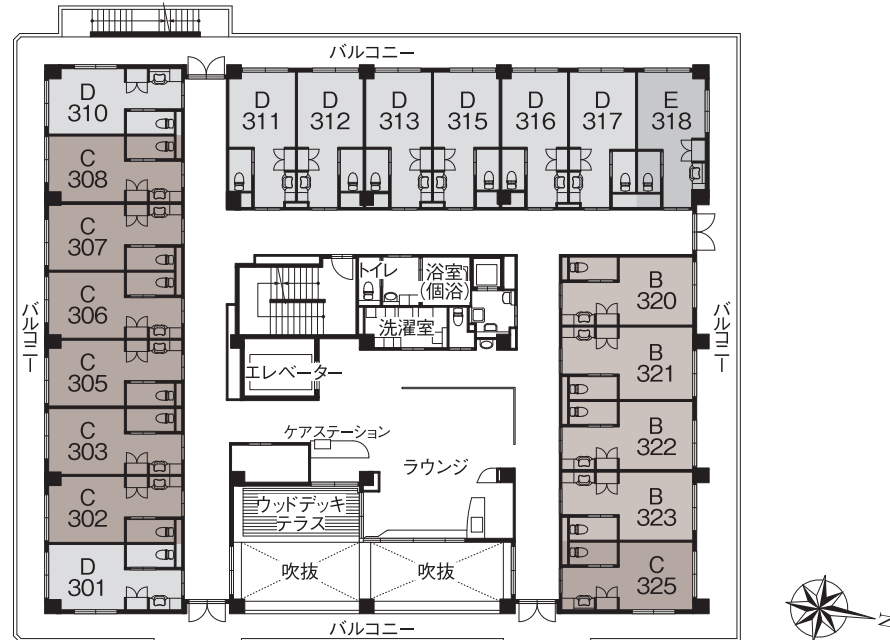 バルコニー
D
310
D
311
D
312
D
313
D
315
D
316
D
317
E
318
C
308
C
307
C
306
C
305
C
303
C
302
D
301
バルコニー
トイレ
浴室
(個浴)
洗濯室
エレベーター
ケアステーション
ラウンジ
ウッドデッキ
テラス
吹抜
吹抜
B
320
B
321
B
322
B
323
C
325
バルコニー
バルコニー
N